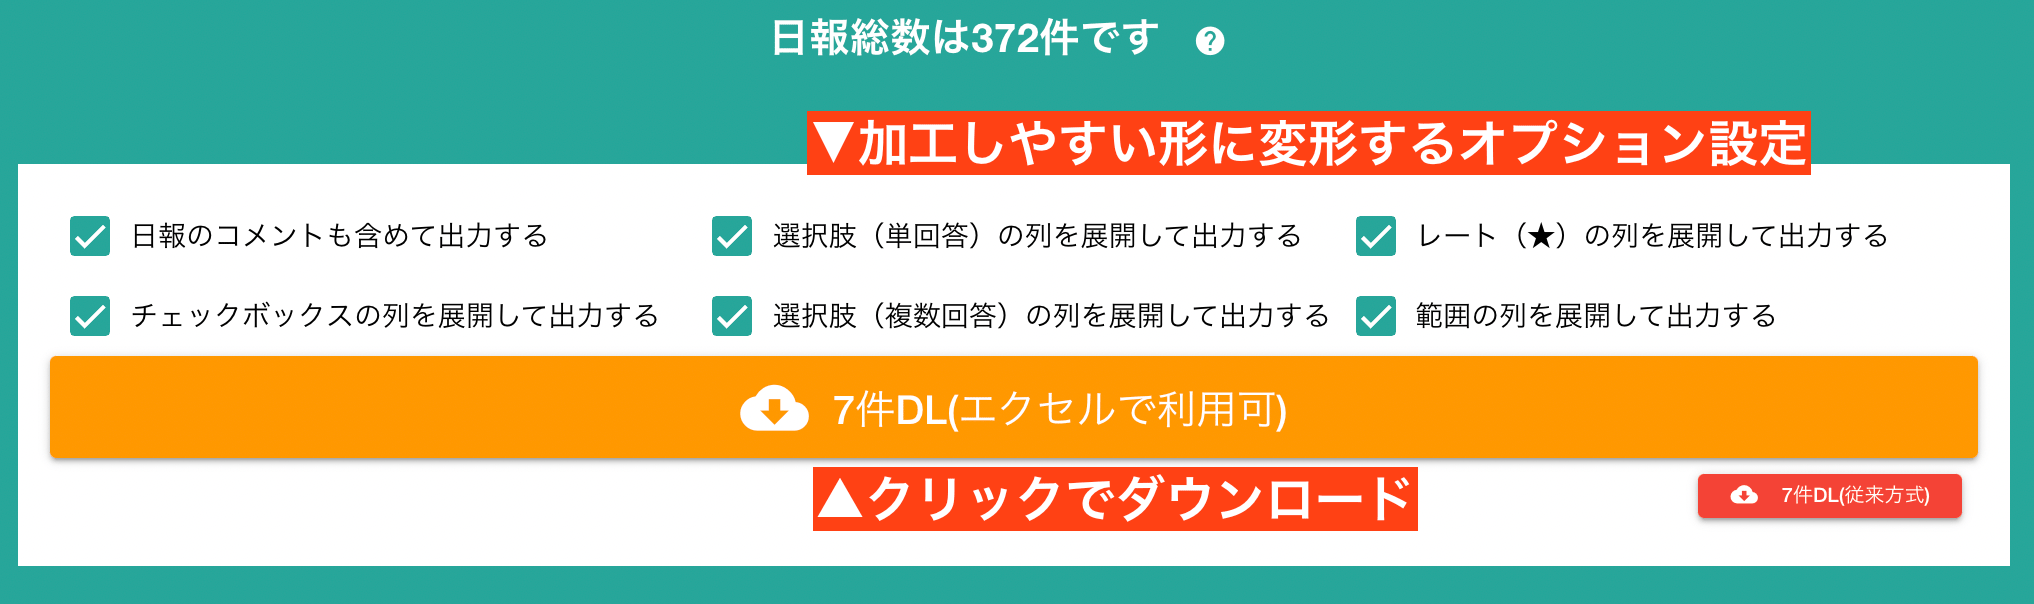 日報総数は372件です ?
▼加工しやすい形に変形するオプション設定
日報のコメントも含めて出力する
選択肢（単回答）の列を展開して出力する
レート（★）の列を展開して出力する
チェックボックスの列を展開して出力する
選択肢（複数回答）の列を展開して出力する
範囲の列を展開して出力する
7件DL(エクセルで利用可)
▲クリックでダウンロード
7件DL(従来方式)